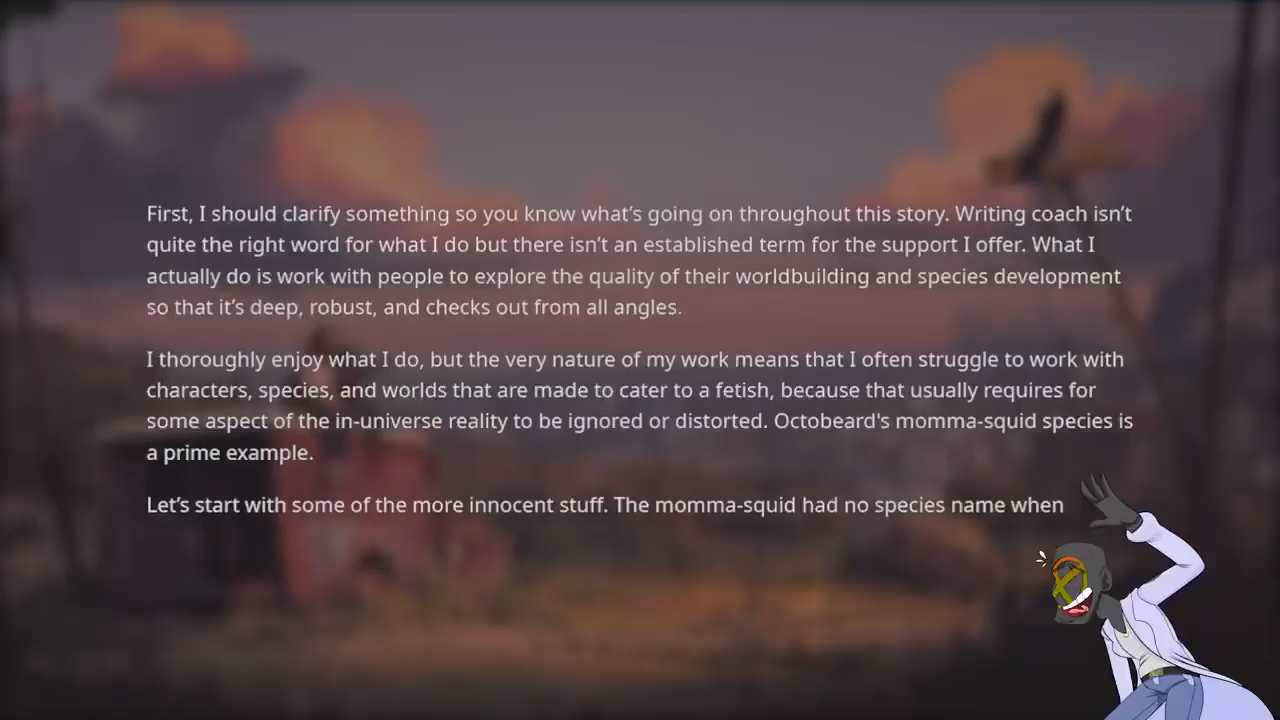 First, I should clarify something so you know what’s going on throughout this story. Writing coach isn’t
quite the right word for what I do but there isn’t an established term for the support I offer. What I
actually do is work with people to explore the quality of their worldbuilding and species development
so that it’s deep, robust, and checks out from all angles.
I thoroughly enjoy what I do, but the very nature of my work means that I often struggle to work with
characters, species, and worlds that are made to cater to a fetish, because that usually requires for
some aspect of the in-universe reality to be ignored or distorted. Octobeard's momma-squid species is
a prime example.
Let’s start with some of the more innocent stuff. The momma-squid had no species name when